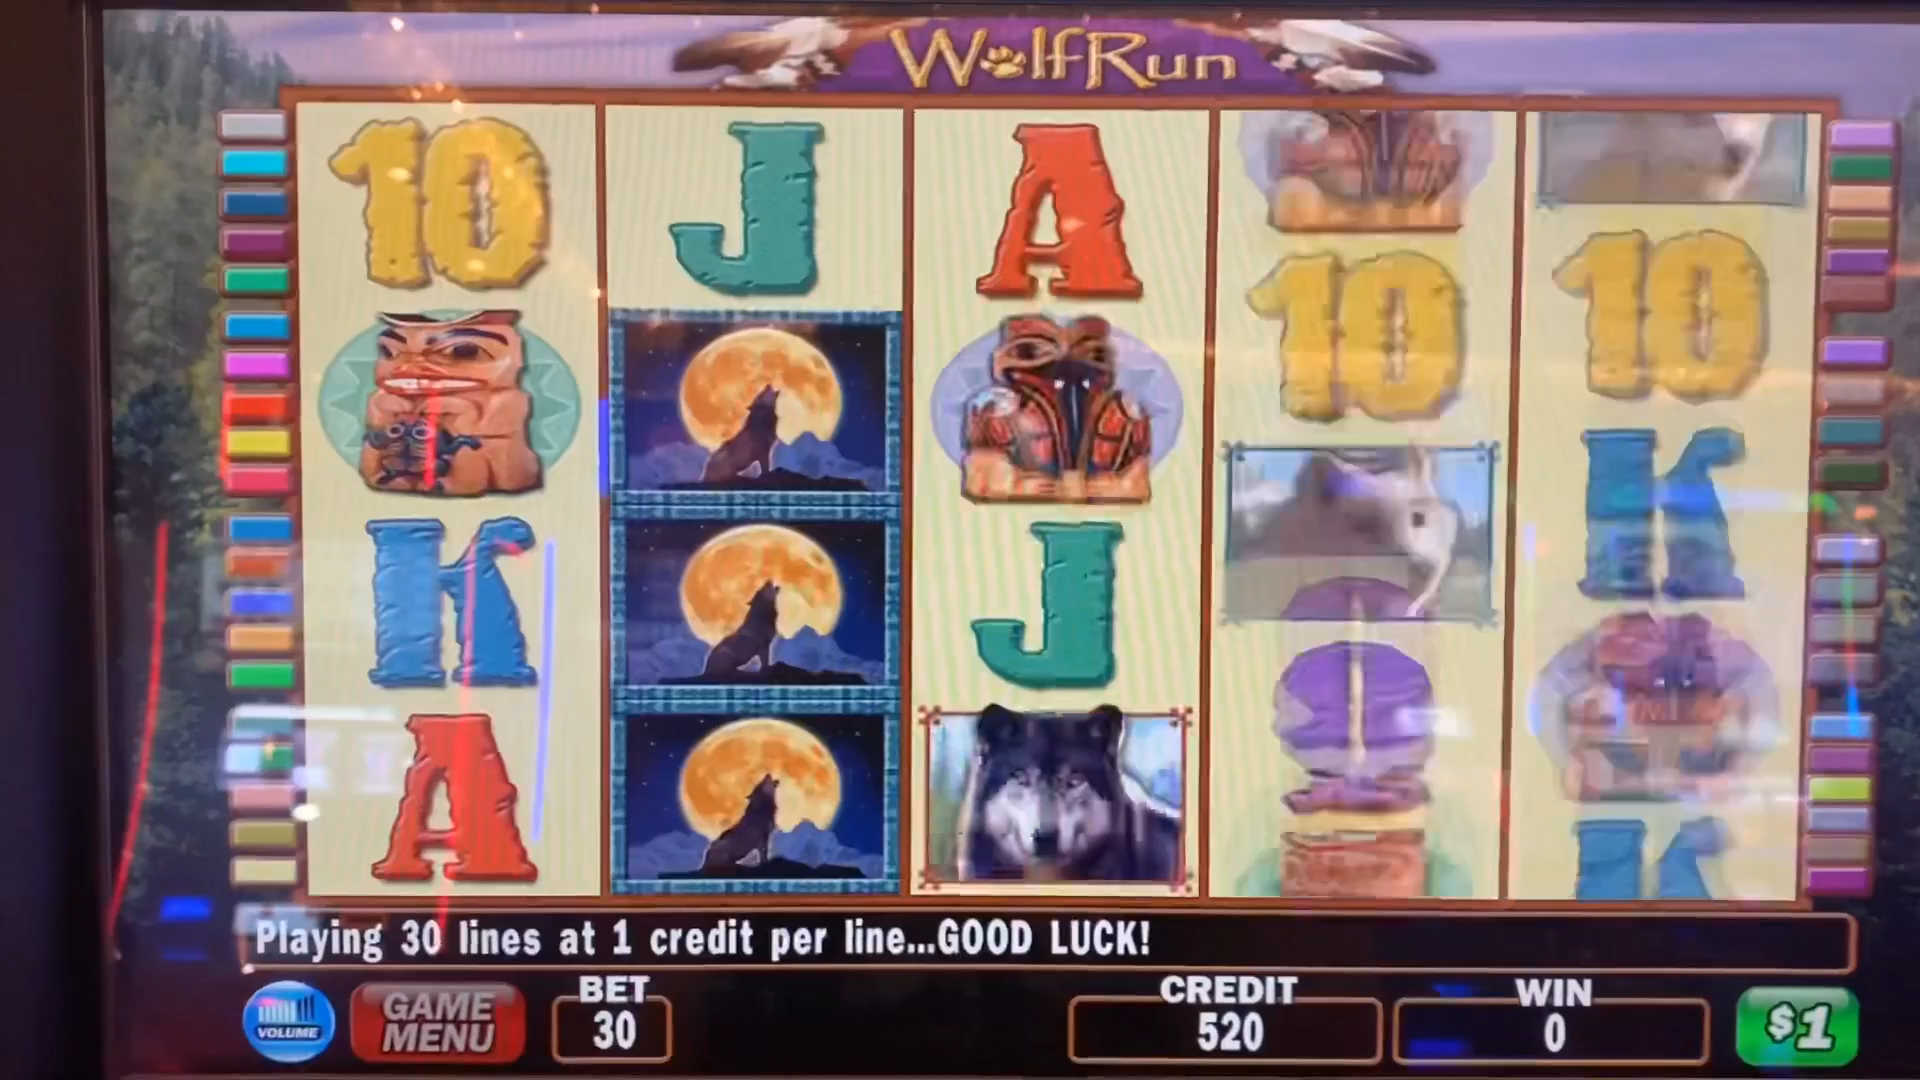 WolfRun
10 J A
10 10
K K
J
A K
Playing 30 lines at 1 credit per line...GOOD LUCK!
VOLUME GAME MENU BET 30 CREDIT 520 WIN 0 $1